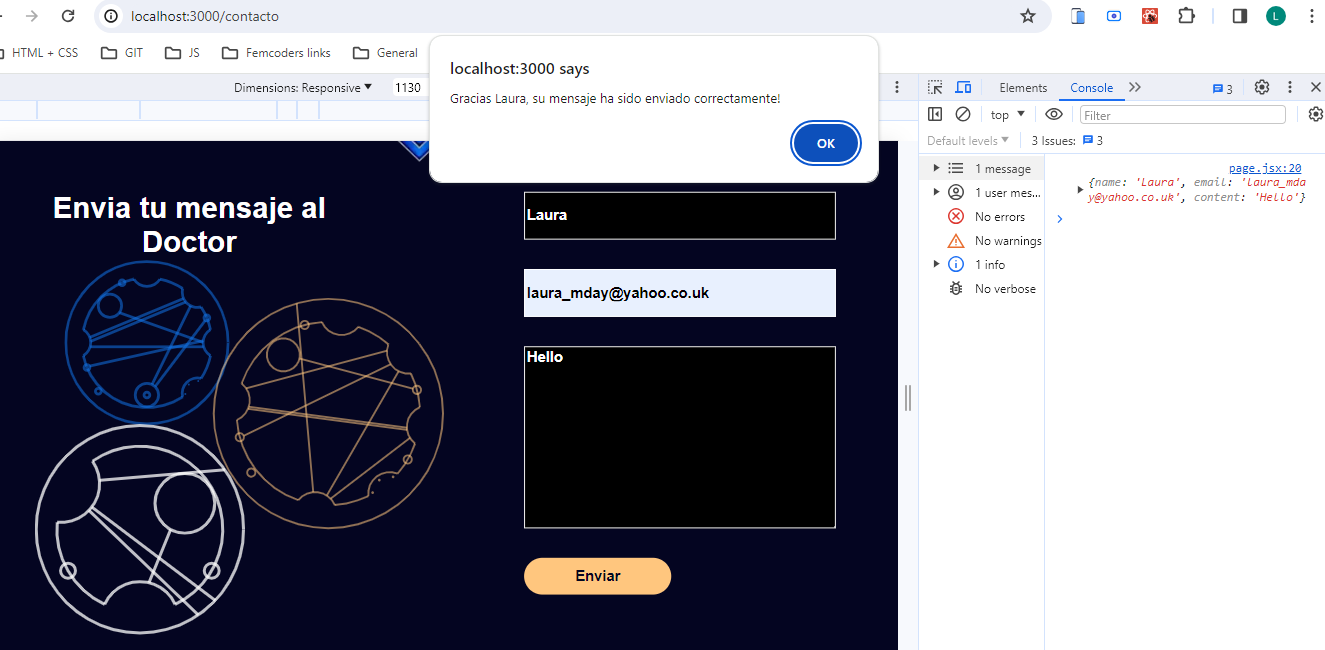 localhost:3000/contacto
L
HTML + CSS
GIT
JS
Femcoders links
General
localhost:3000 says
Gracias Laura, su mensaje ha sido enviado correctamente!
OK
Dimensions: Responsive
1130
Elements
Console
3
top
Filter
Default levels
3 Issues:
3
1 message
1 user mes...
No errors
No warnings
1 info
No verbose
page.jsx:20
{name: 'Laura', email: 'laura_mda
y@yahoo.co.uk', content: 'Hello'}
Envia tu mensaje al
Doctor
Laura
laura_mday@yahoo.co.uk
Hello
Enviar